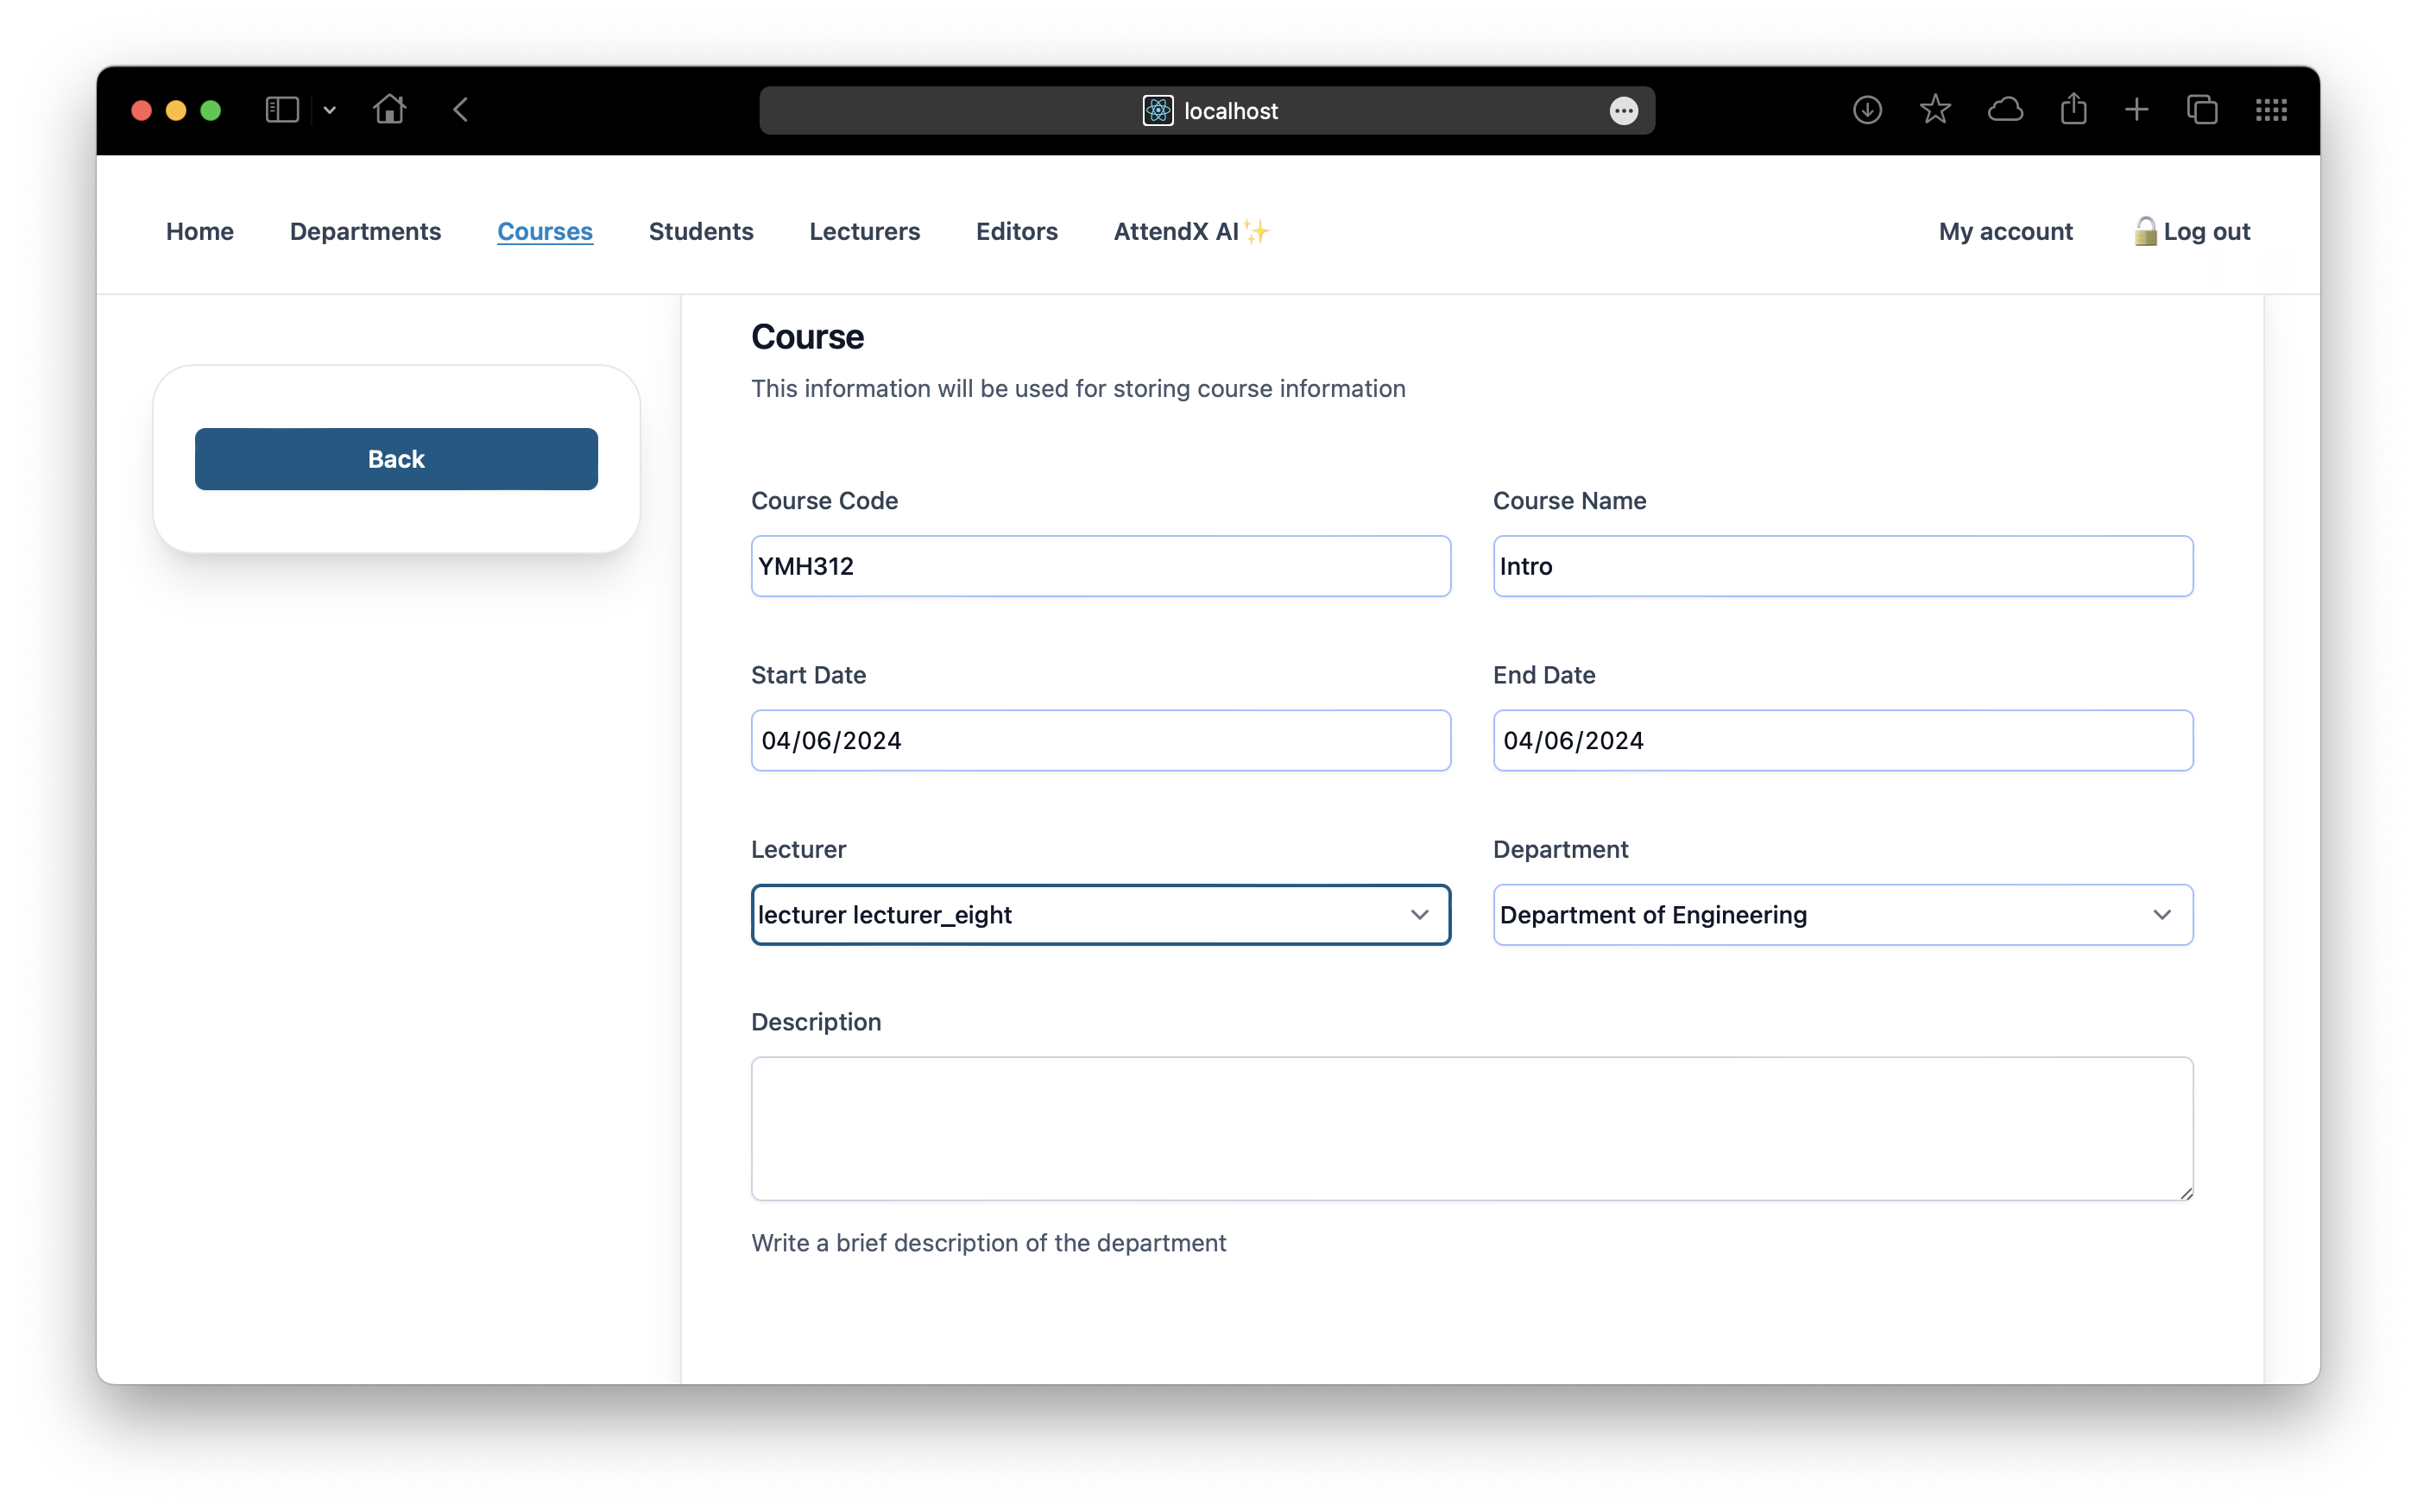 localhost
Home Departments Courses Students Lecturers Editors AttendX AI✨ My account 🔓Log out
Back
Course
This information will be used for storing course information
Course Code Course Name
YMH312 Intro
Start Date End Date
04/06/2024 04/06/2024
Lecturer Department
lecturer lecturer_eight Department of Engineering
Description
Write a brief description of the department